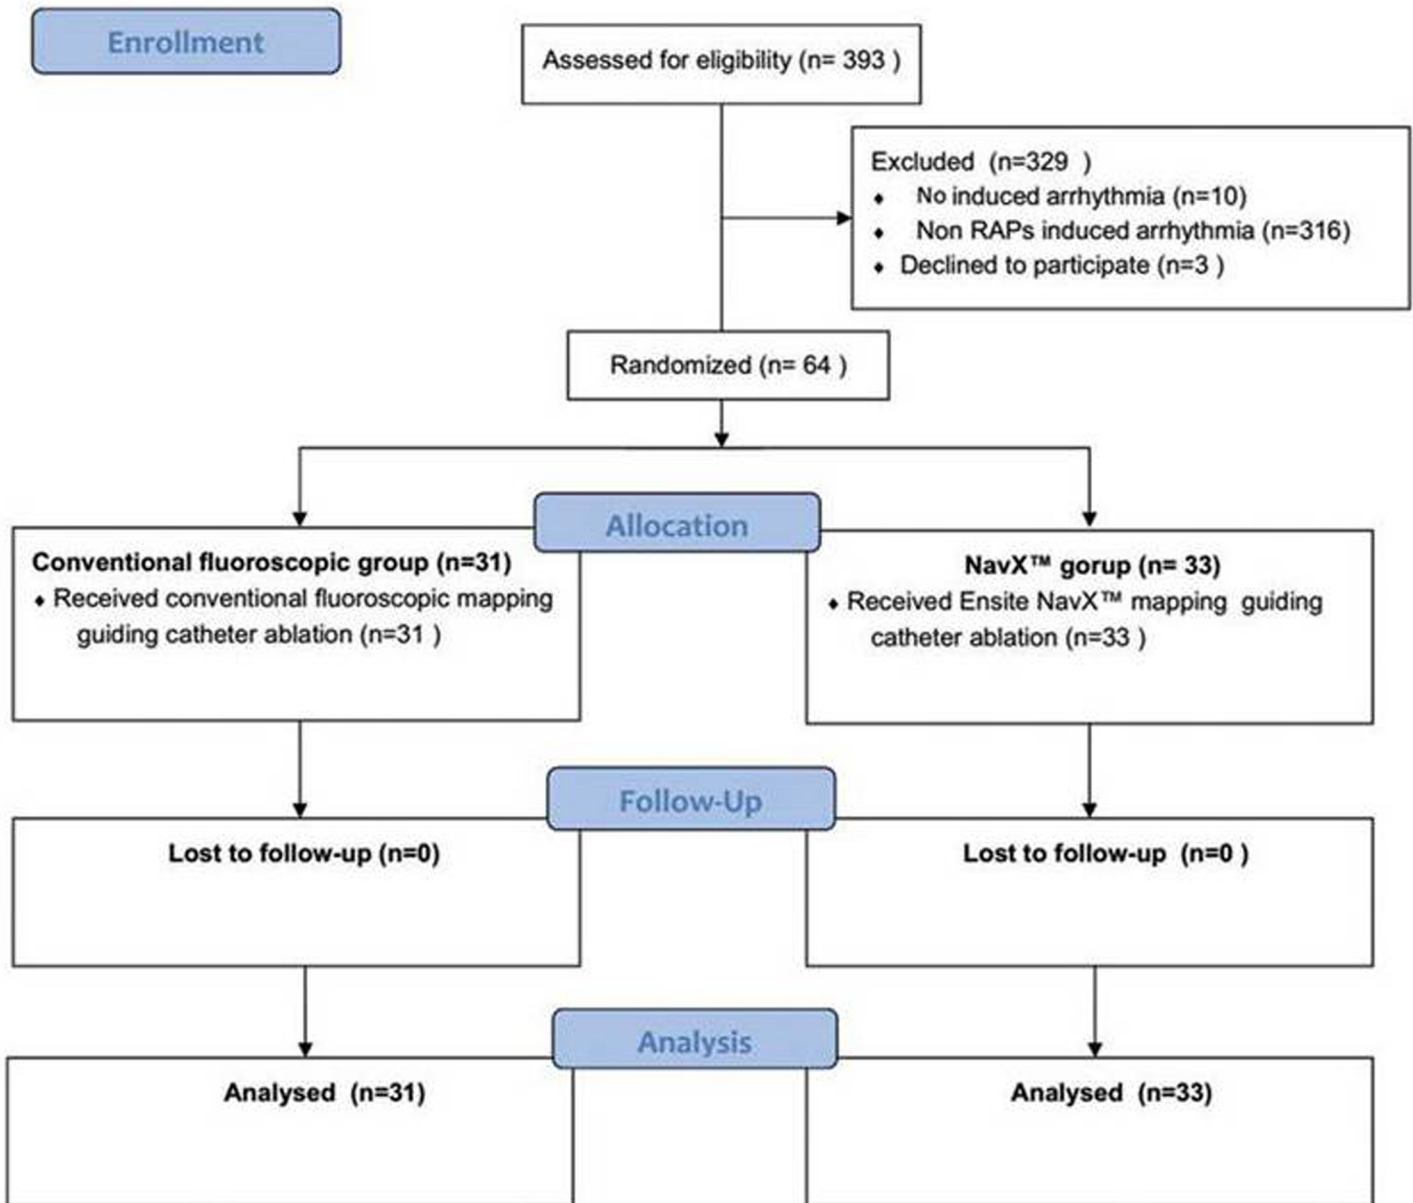 Enrollment
Assessed for eligibility (n= 393 )
Excluded (n=329 )
♦ No induced arrhythmia (n=10)
♦ Non RAPs induced arrhythmia (n=316)
♦ Declined to participate (n=3 )
Randomized (n= 64 )
Allocation
Conventional fluoroscopic group (n=31)
♦ Received conventional fluoroscopic mapping
guiding catheter ablation (n=31 )
NavX™ gorup (n= 33)
♦ Received Ensite NavX™ mapping guiding
catheter ablation (n=33 )
Follow-Up
Lost to follow-up (n=0)
Lost to follow-up (n=0 )
Analysis
Analysed (n=31)
Analysed (n=33)